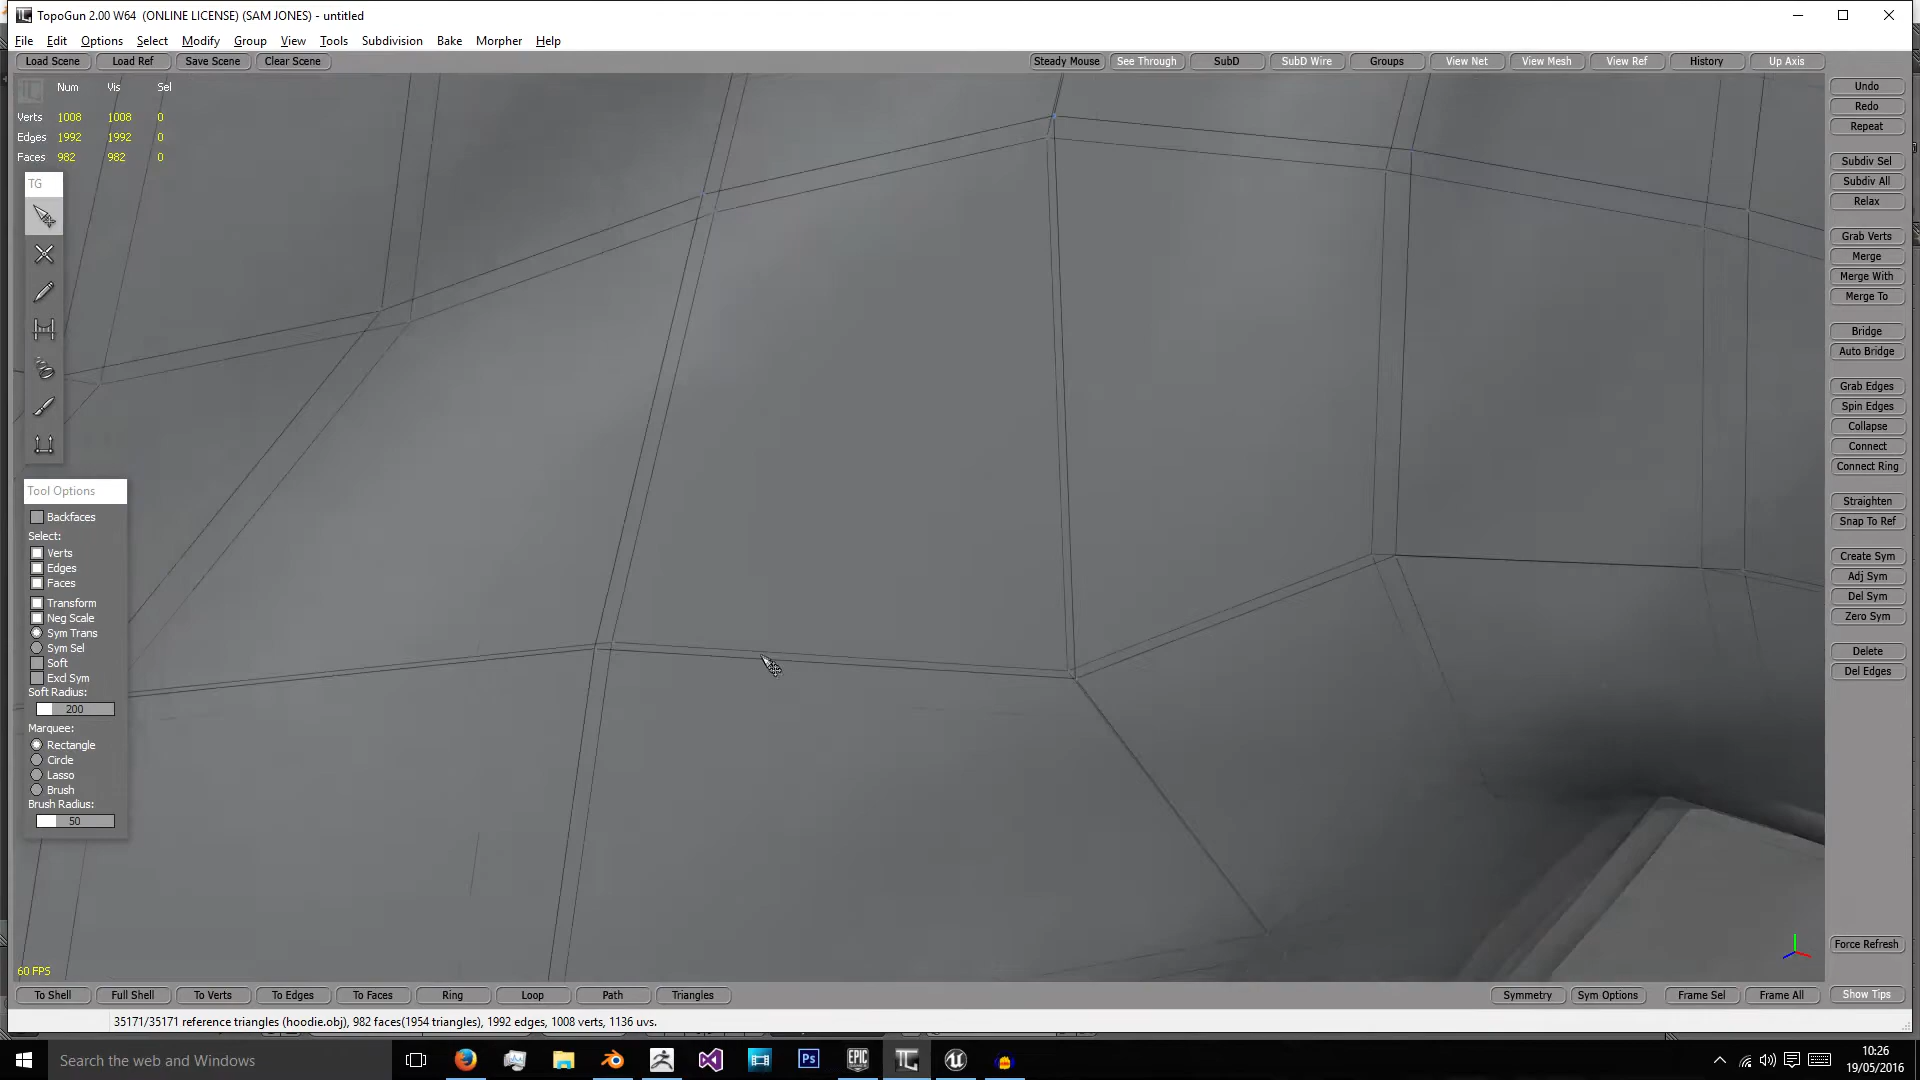 TopoGun 2.00 W64 (ONLINE LICENSE) (SAM JONES) - untitled
File Edit Options Select Modify Group View Tools Subdivision Bake Morpher Help
Load Scene Load Ref Save Scene Clear Scene Steady Mouse See Through SubD SubD Wire Groups View Net View Mesh View Ref History Up Axis
Num Vis Sel
Verts 1008 1008 0
Edges 1992 1992 0
Faces 982 982 0
TG
Tool Options
Backfaces
Select:
Verts
Edges
Faces
Transform
Neg Scale
Sym Trans
Sym Sel
Soft
Excl Sym
Soft Radius:
200
Marquee:
Rectangle
Circle
Lasso
Brush
Brush Radius:
50
60 FPS
Undo
Redo
Repeat
Subdiv Sel
Subdiv All
Relax
Grab Verts
Merge
Merge With
Merge To
Bridge
Auto Bridge
Grab Edges
Spin Edges
Collapse
Connect
Connect Ring
Straighten
Snap To Ref
Create Sym
Adj Sym
Del Sym
Zero Sym
Delete
Del Edges
Force Refresh
Show Tips
To Shell Full Shell To Verts To Edges To Faces Ring Loop Path Triangles Symmetry Sym Options Frame Sel Frame All
35171/35171 reference triangles (hoodie.obj), 982 faces(1954 triangles), 1992 edges, 1008 verts, 1136 uvs.
Search the web and Windows
Ps
EPIC
10:26
19/05/2016